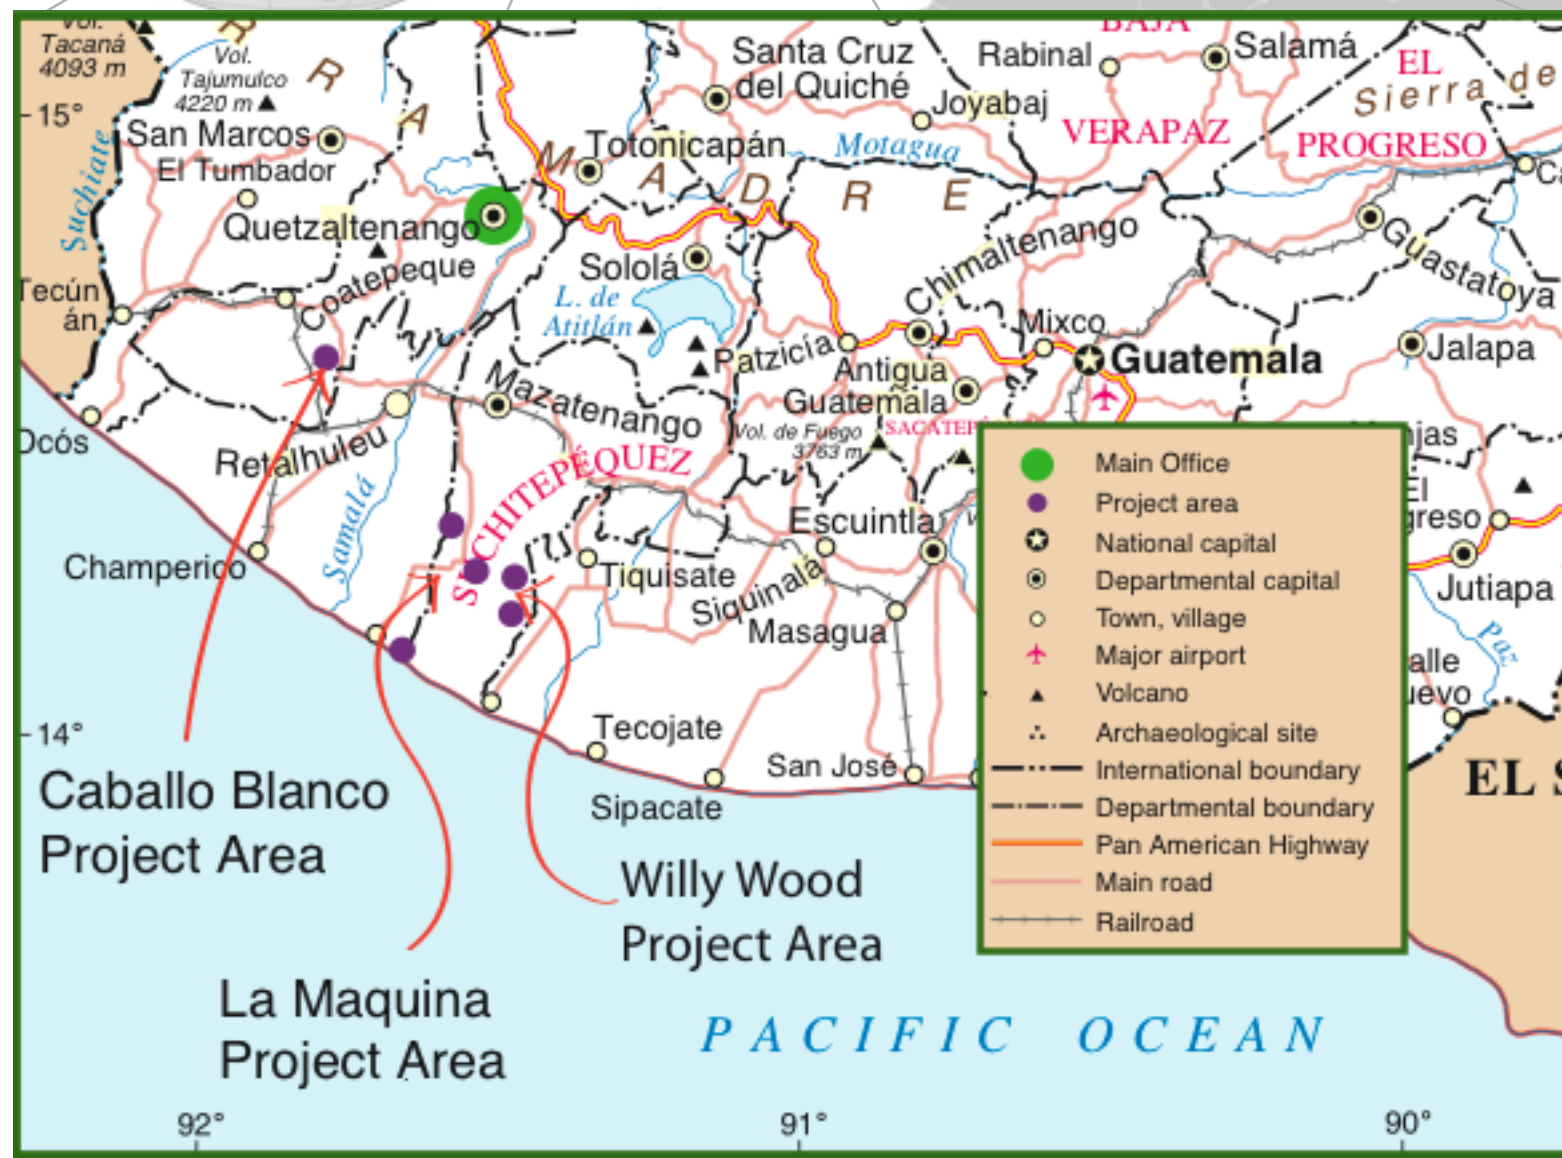 Vol.
Tacaná
4093 m
Vol.
Tajumulco
4220 m
R
R
A
M
A
D
R
E
Santa Cruz
del Quiché
Rabinal
BAJA
VERAPAZ
Salamá
EL
PROGRESO
Sierra de
15°
San Marcos
El Tumbador
Suchiate
Totonicapán
Joyabaj
Motagua
Quetzaltenango
Coatepeque
Sololá
L. de
Atitlán
Chimaltenango
Guastatoya
Tecún
án
Mixco
Patzicía
Guatemala
Jalapa
Antigua
Guatemala
Mazatenango
Vol. de Fuego
3763 m
Ocós
Retalhuleu
SUCHITEPÉQUEZ
Samalá
Escuintla
Champerico
Tiquisate
Siquinalá
Masagua
Jutiapa
Paz
14°
Tecojate
San José
Sipacate
EL S
Caballo Blanco
Project Area
Willy Wood
Project Area
La Maquina
Project Area
Main Office
Project area
National capital
Departmental capital
Town, village
Major airport
Volcano
Archaeological site
International boundary
Departmental boundary
Pan American Highway
Main road
Railroad
PACIFIC OCEAN
92°
91°
90°